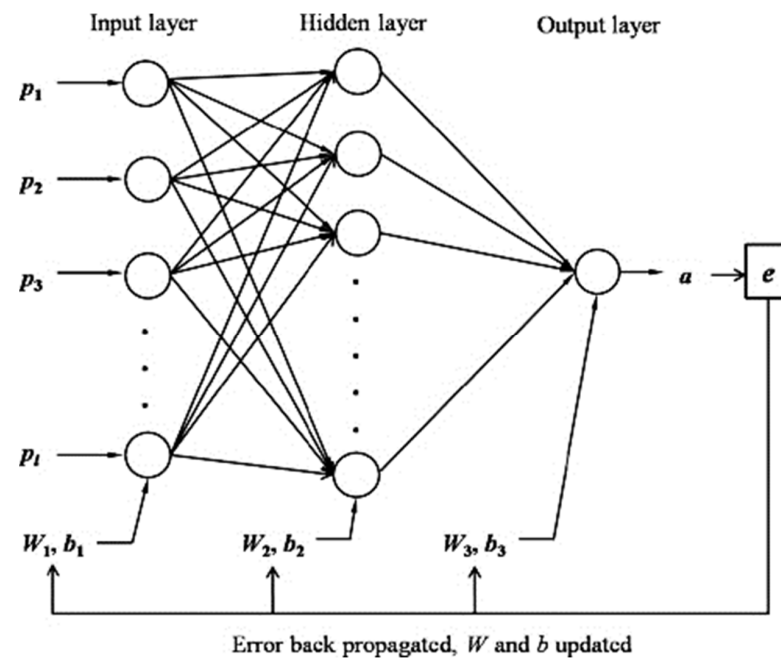 Input layer
Hidden layer
Output layer
p₁
p₂
p₃
pₗ
a
e
W₁, b₁
W₂, b₂
W₃, b₃
Error back propagated, W and b updated